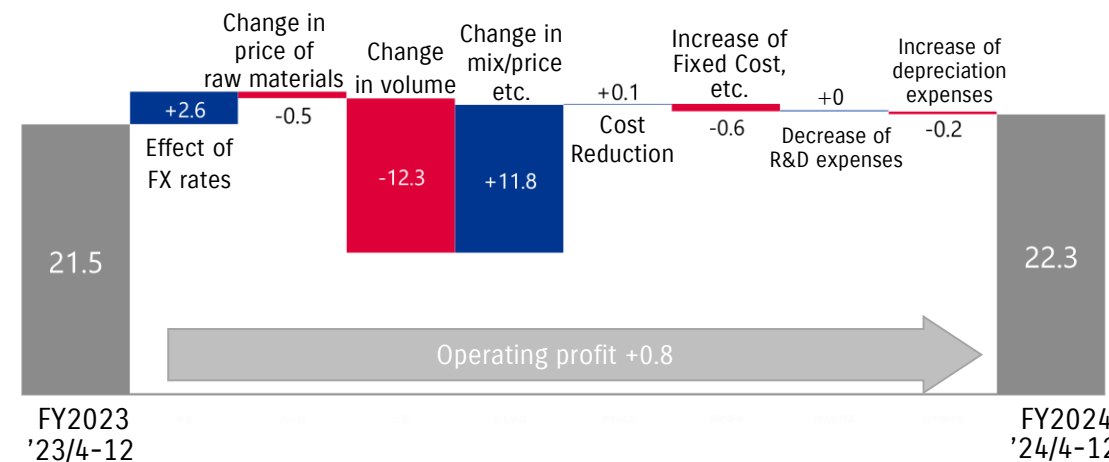 Change in
price of
raw materials
Change
in volume
Change in
mix/price
etc.
+0.1
Increase of
Fixed Cost,
etc.
+0
Increase of
depreciation
expenses
+2.6
-0.5
Effect of
FX rates
-12.3
+11.8
Cost
Reduction
-0.6
Decrease of
R&D expenses
-0.2
21.5
22.3
Operating profit +0.8
FY2023
'23/4-12
FY2024
'24/4-12